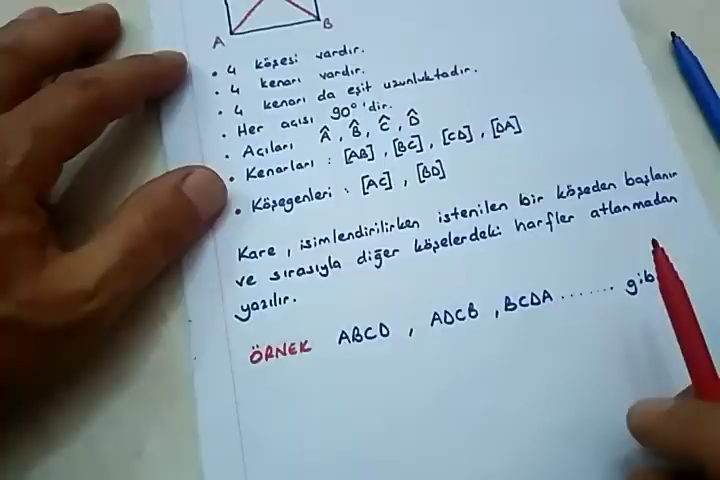 A B
• 4 köşesi vardır.
• 4 kenarı vardır.
• 4 kenarı da eşit uzunluktadır.
• Her açısı 90°'dir.
• Açıları Â, B̂, Ĉ, D̂
• Kenarları : [AB], [BC], [CD], [DA]
• Köşegenleri : [AC], [BD]
Kare, isimlendirilirken istenilen bir köşeden başlanır
ve sırasıyla diğer köşelerdeki harfler atlanmadan
yazılır.
ÖRNEK ABCD, ADCB, BCDA ....... gib